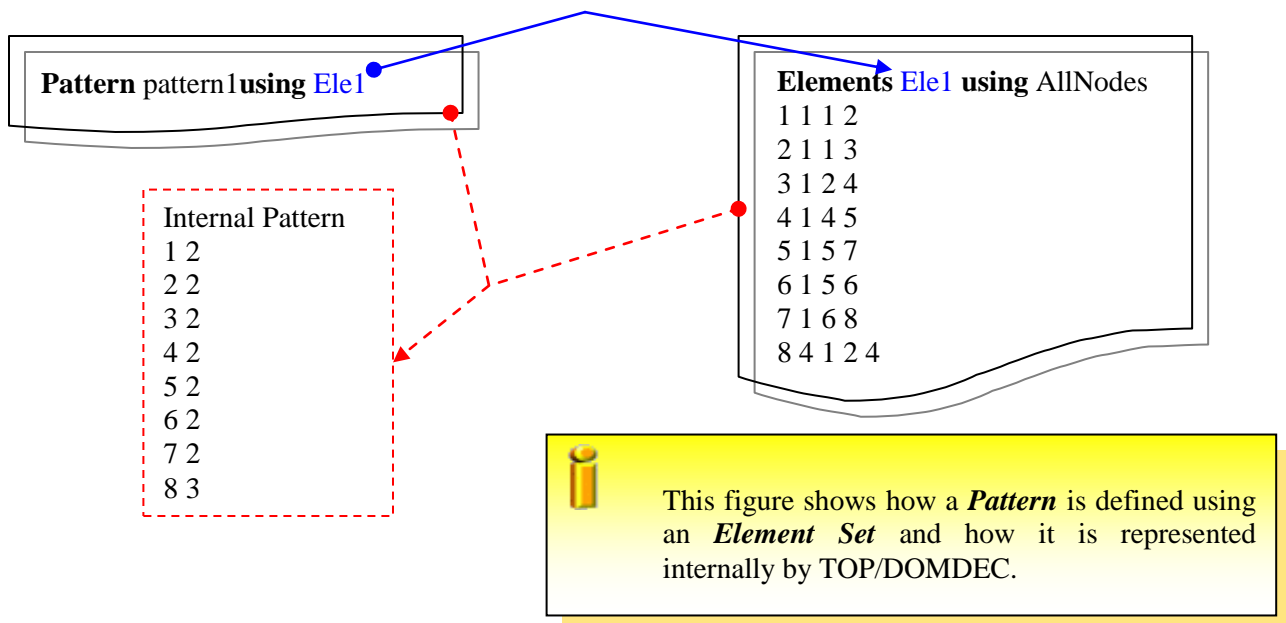 Pattern pattern1using Ele1
Elements Ele1 using AllNodes
1 1 1 2
2 1 1 3
3 1 2 4
4 1 4 5
5 1 5 7
6 1 5 6
7 1 6 8
8 4 1 2 4
Internal Pattern
1 2
2 2
3 2
4 2
5 2
6 2
7 2
8 3
This figure shows how a Pattern is defined using
an Element Set and how it is represented
internally by TOP/DOMDEC.